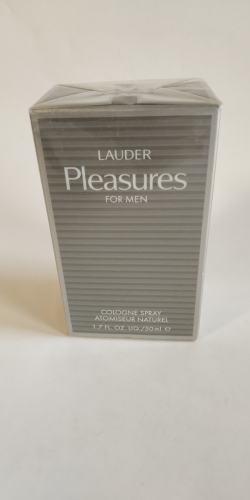 LAUDER
Pleasures
FOR MEN
COLOGNE SPRAY
ATOMISEUR NATUREL
1.7 FL. OZ. LIQ./50 ml ℮